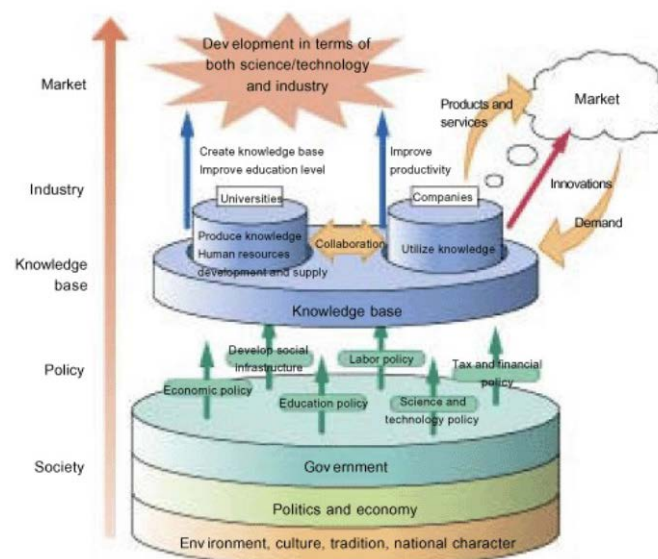 Development in terms of
both science/technology
and industry
Market
Products and
services
Market
Create knowledge base
Improve education level
Improve
productivity
Industry
Universities
Companies
Innovations
Demand
Produce knowledge
Human resources
development and supply
Collaboration
Utilize knowledge
Knowledge
base
Knowledge base
Policy
Develop social
Infrastructure
Labor policy
Tax and financial
policy
Economic policy
Education policy
Science and
technology policy
Society
Government
Politics and economy
Environment, culture, tradition, national character